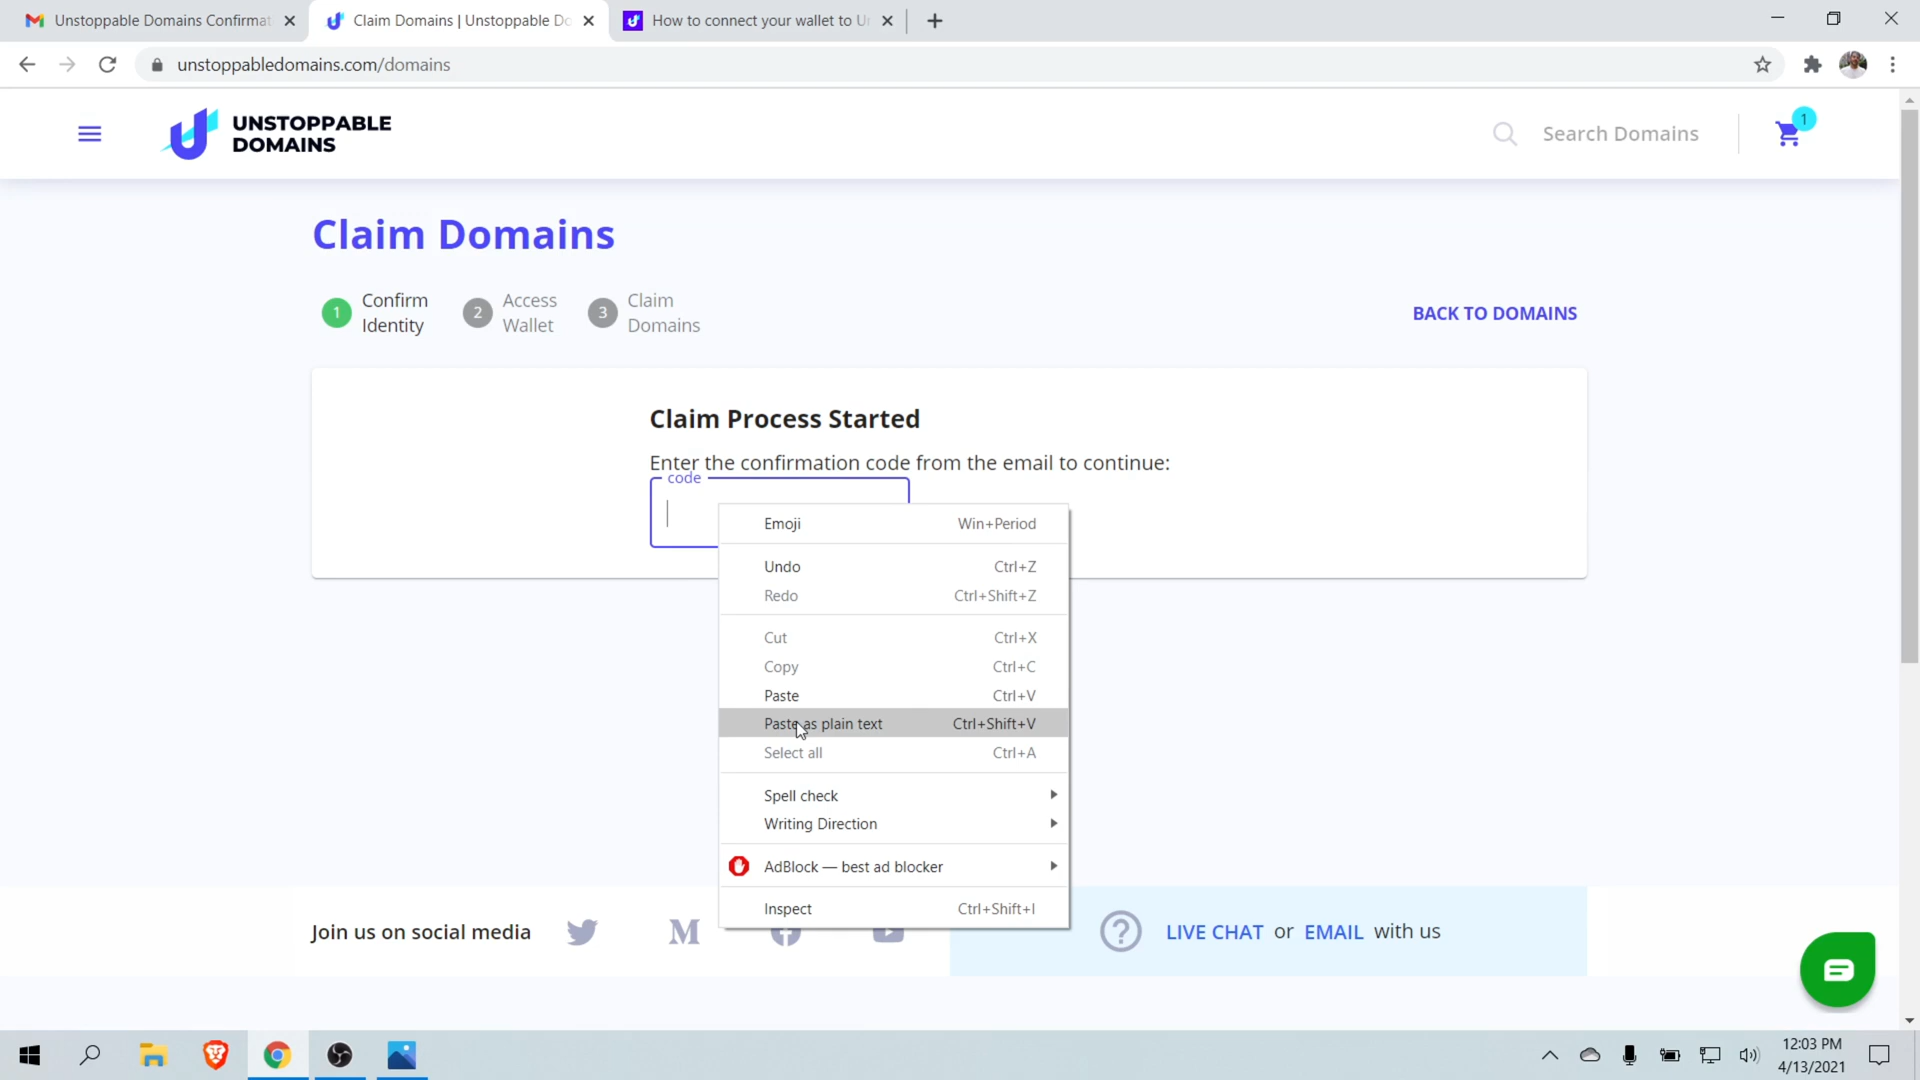 Unstoppable Domains Confirmat
Claim Domains | Unstoppable Do
How to connect your wallet to Un
unstoppabledomains.com/domains
UNSTOPPABLE
DOMAINS
Search Domains
1
Claim Domains
1
Confirm
Identity
2
Access
Wallet
3
Claim
Domains
BACK TO DOMAINS
Claim Process Started
Enter the confirmation code from the email to continue:
code
Emoji Win+Period
Undo Ctrl+Z
Redo Ctrl+Shift+Z
Cut Ctrl+X
Copy Ctrl+C
Paste Ctrl+V
Paste as plain text Ctrl+Shift+V
Select all Ctrl+A
Spell check
Writing Direction
AdBlock — best ad blocker
Inspect Ctrl+Shift+I
Join us on social media
LIVE CHAT or EMAIL with us
12:03 PM
4/13/2021